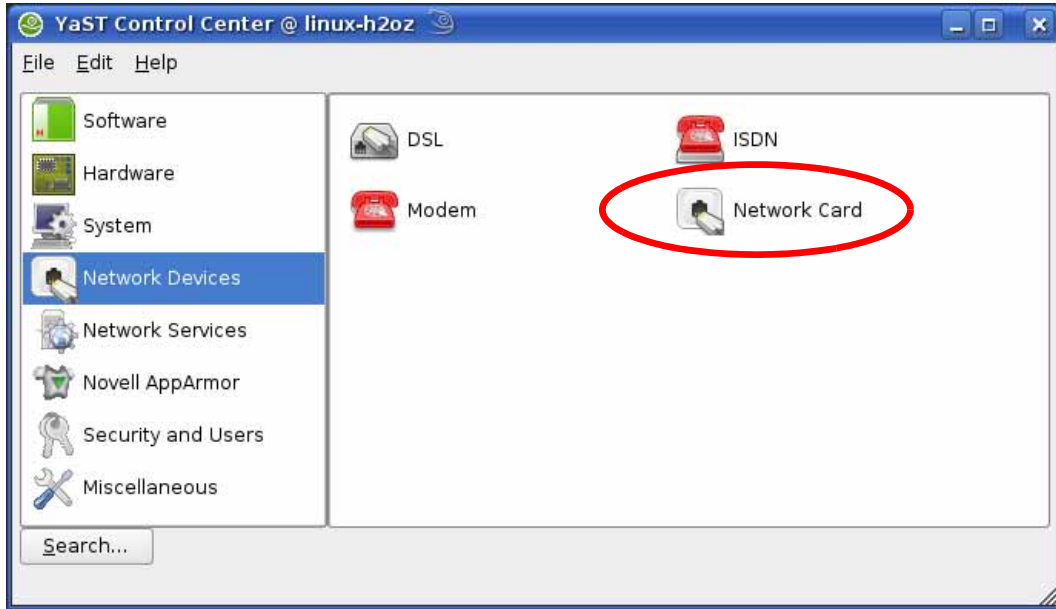 YaST Control Center @ linux-h2oz
File Edit Help
Software
Hardware
System
Network Devices
Network Services
Novell AppArmor
Security and Users
Miscellaneous
DSL
ISDN
Modem
Network Card
Search...